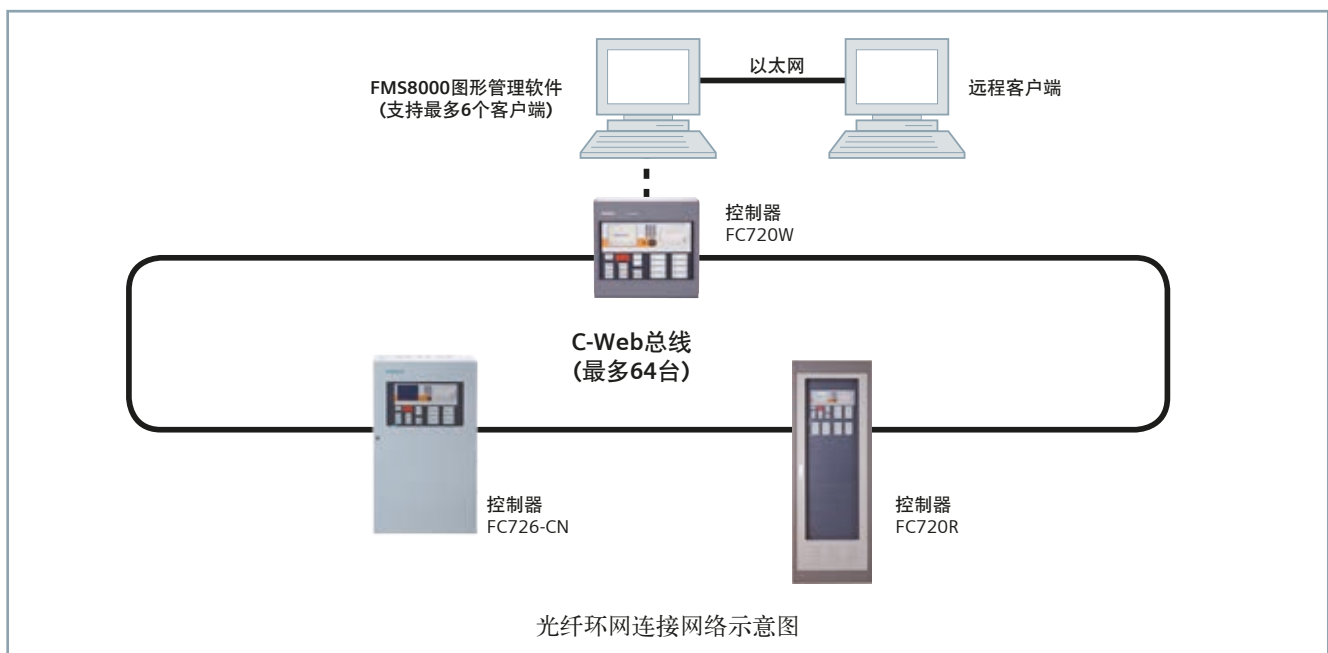 以太网
FMS8000图形管理软件
(支持最多6个客户端)
远程客户端
控制器
FC720W
C-Web总线
(最多64台)
控制器
FC726-CN
控制器
FC720R
光纤环网连接网络示意图